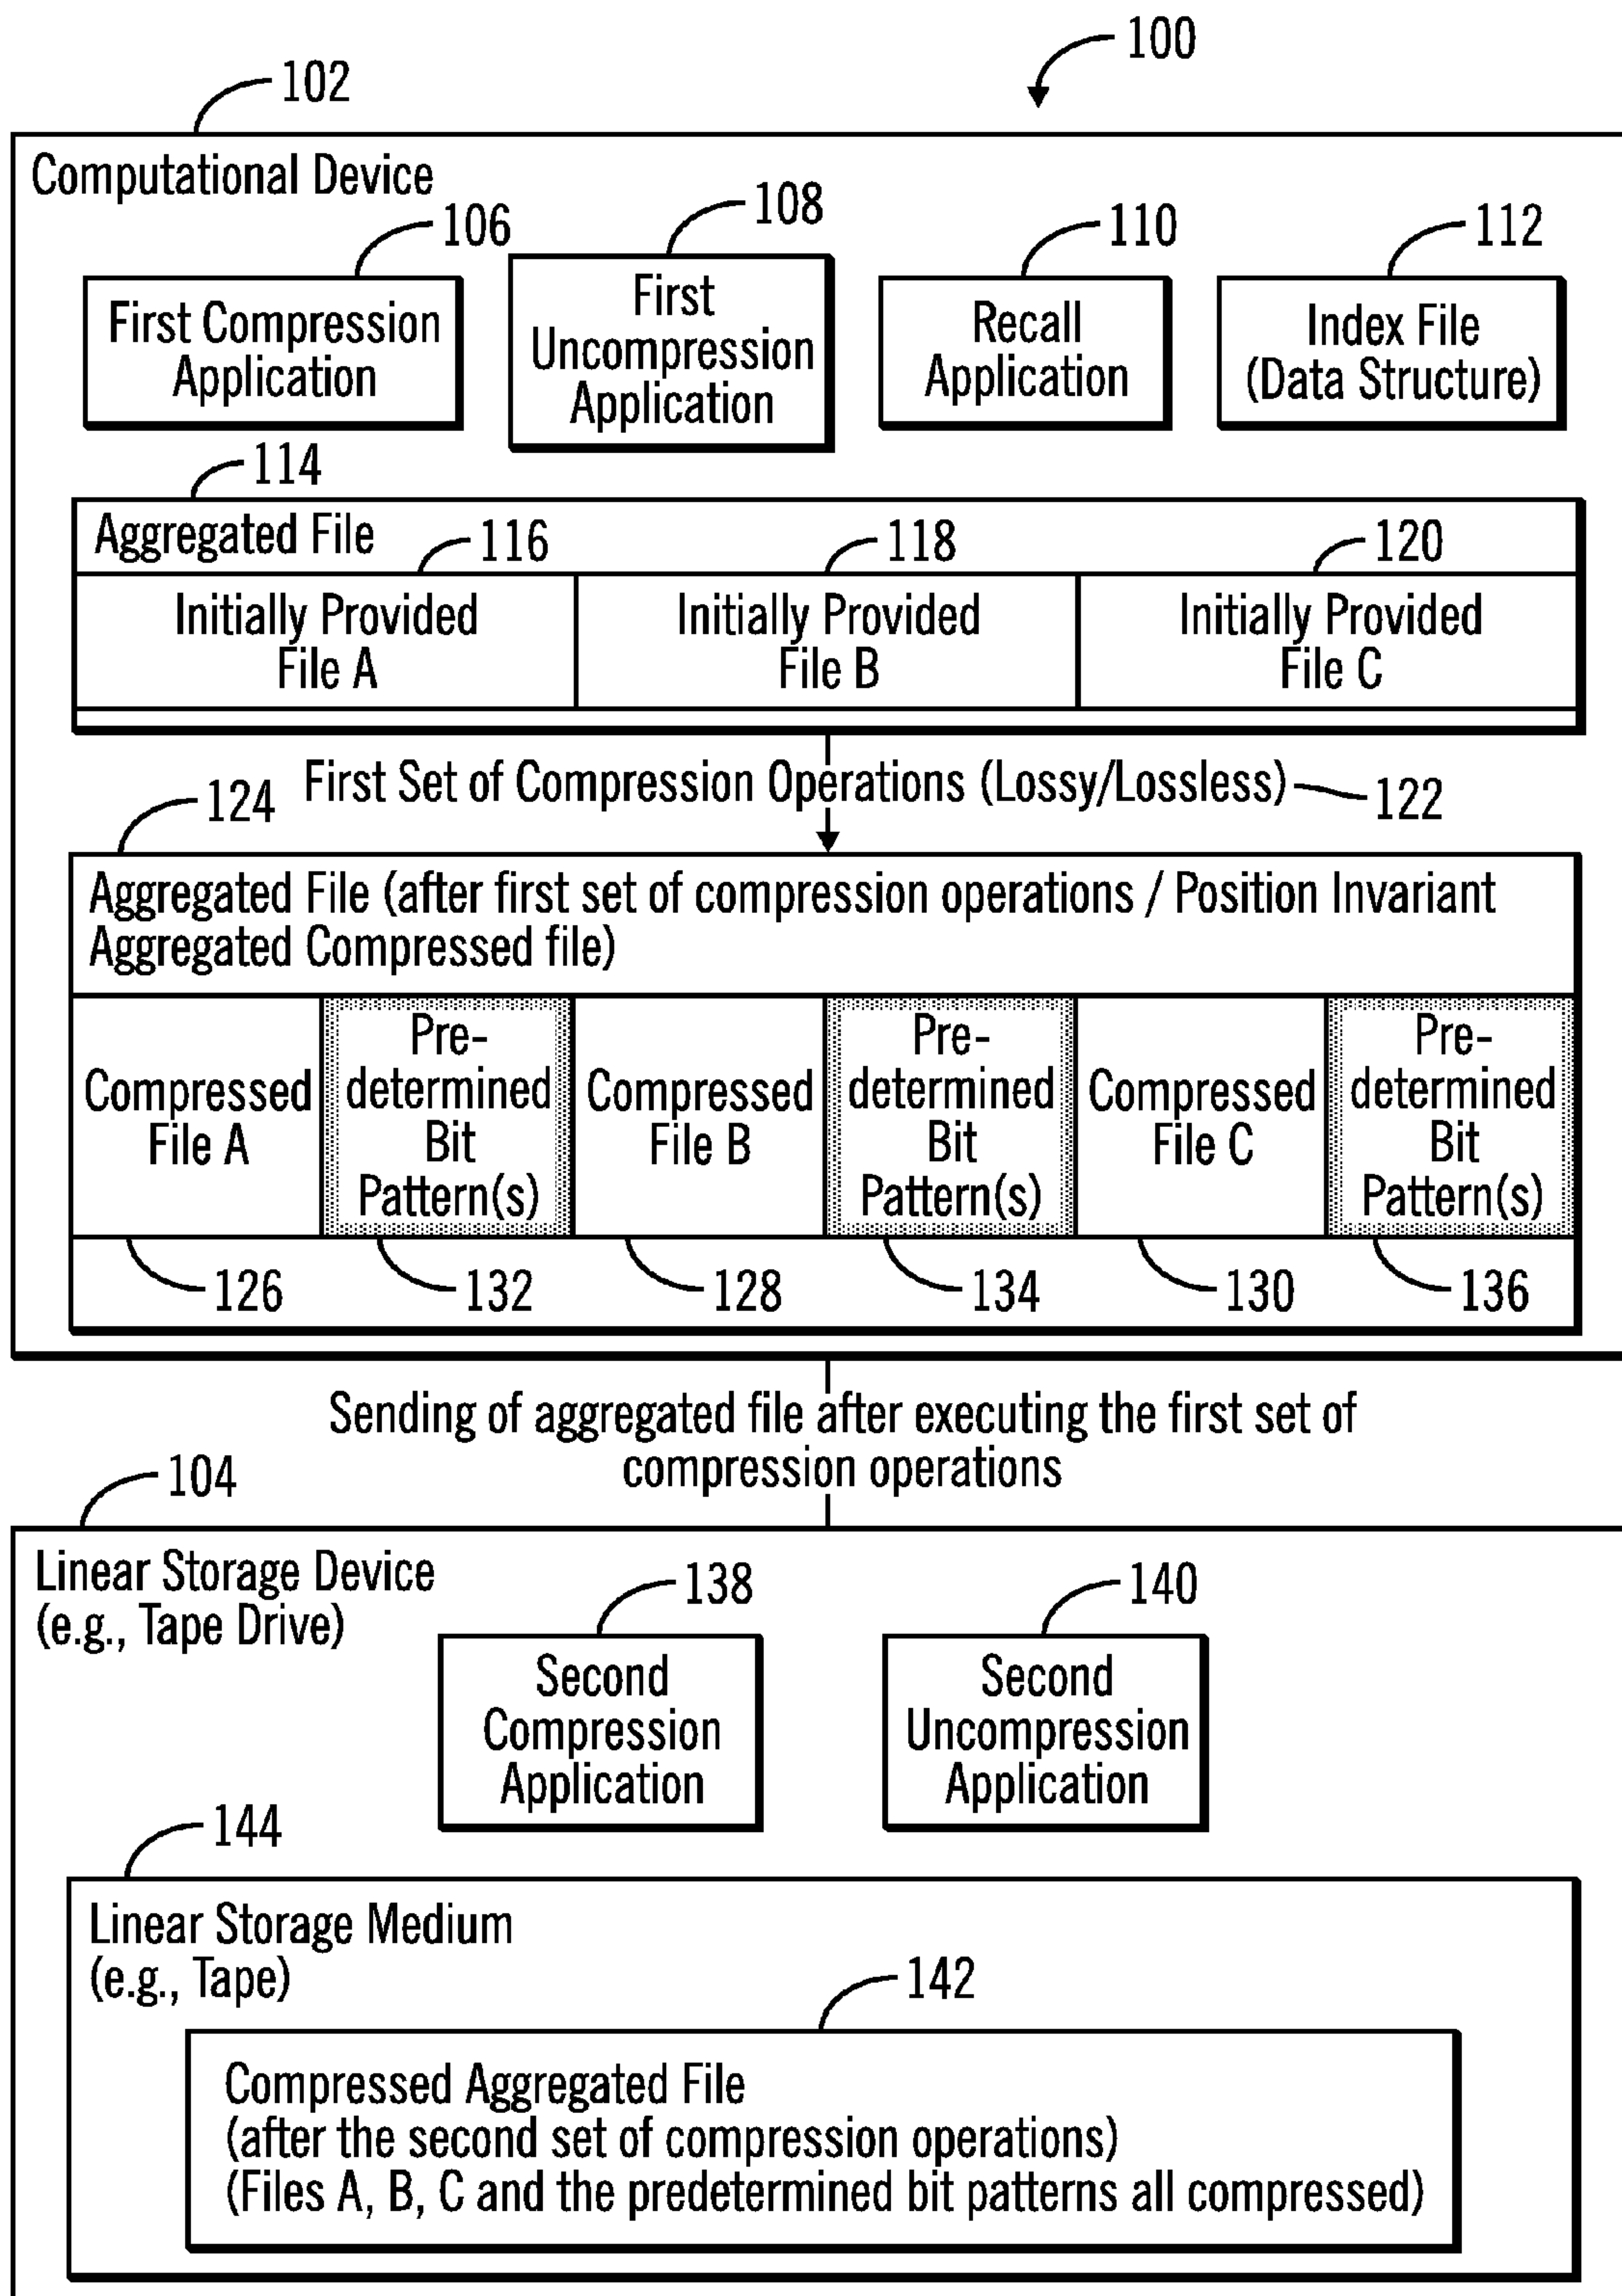 100
102
Computational Device
106
108
110
112
First Compression
Application
First
Uncompression
Application
Recall
Application
Index File
(Data Structure)
114
Aggregated File
116
118
120
Initially Provided
File A
Initially Provided
File B
Initially Provided
File C
First Set of Compression Operations (Lossy/Lossless)
122
124
Aggregated File (after first set of compression operations / Position Invariant
Aggregated Compressed file)
Compressed
File A
Pre-
determined
Bit
Pattern(s)
Compressed
File B
Pre-
determined
Bit
Pattern(s)
Compressed
File C
Pre-
determined
Bit
Pattern(s)
126
132
128
134
130
136
Sending of aggregated file after executing the first set of
compression operations
104
Linear Storage Device
(e.g., Tape Drive)
138
140
Second
Compression
Application
Second
Uncompression
Application
144
Linear Storage Medium
(e.g., Tape)
142
Compressed Aggregated File
(after the second set of compression operations)
(Files A, B, C and the predetermined bit patterns all compressed)